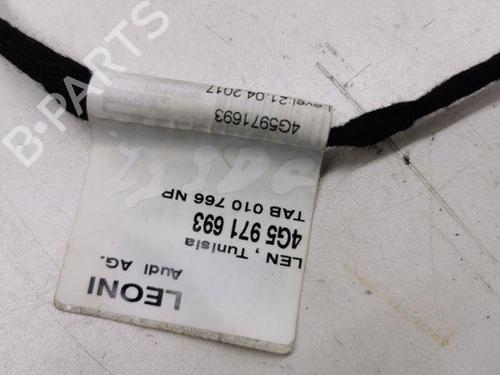 LEONI
Audi AG.
LEN , Tunisia
4G5 971 693
TAB 010 766 NP
4G5971693
Level:21.04.2017
B-PARTS